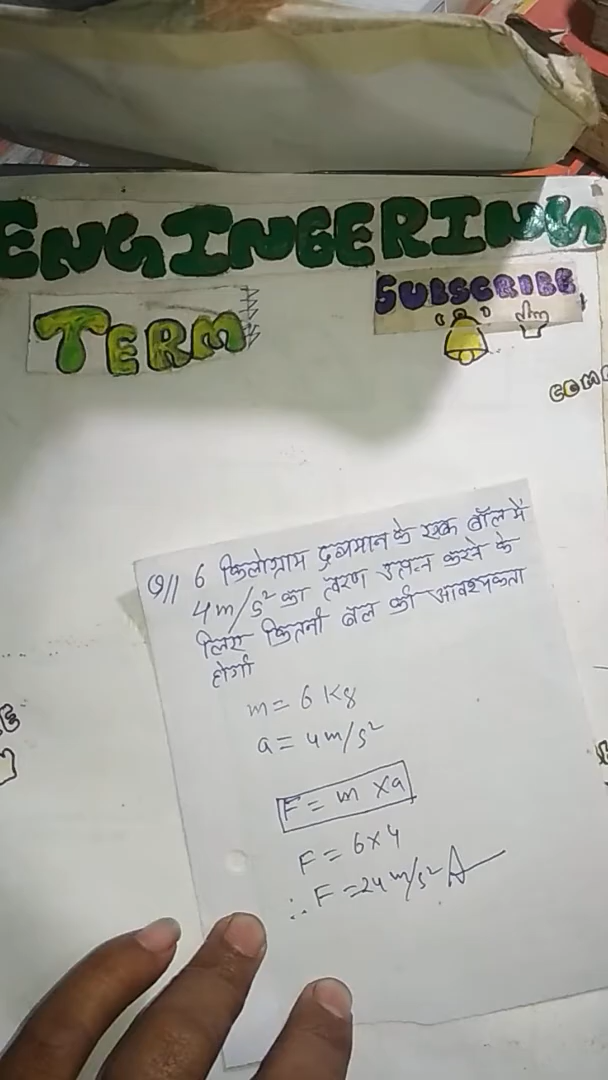 ENGINEERING
SUBSCRIBE
TERM
COM
Q// 6 किलोग्राम द्रव्यमान के एक बॉल में
4m/s² का त्वरण उत्पन्न करने के
लिए कितनी बल की आवश्यकता
होगी
m = 6 Kg
a = 4m/s²
F = m x a
F = 6 x 4
∴ F = 24 m/s² A